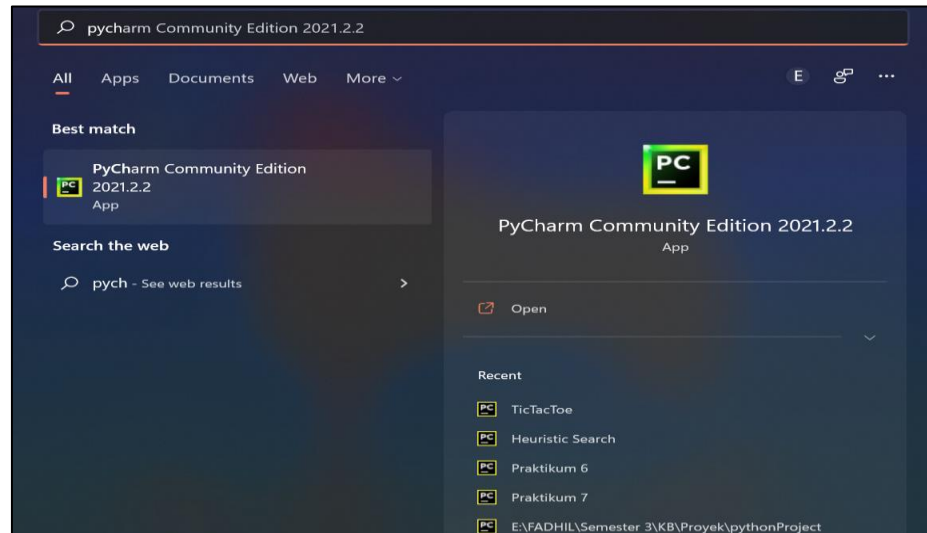 pycharm Community Edition 2021.2.2
All Apps Documents Web More
E
Best match
PyCharm Community Edition
2021.2.2
App
Search the web
pych - See web results
PC
PyCharm Community Edition 2021.2.2
App
Open
Recent
TicTacToe
Heuristic Search
Praktikum 6
Praktikum 7
E:\FADHIL\Semester 3\KB\Proyek\pythonProject